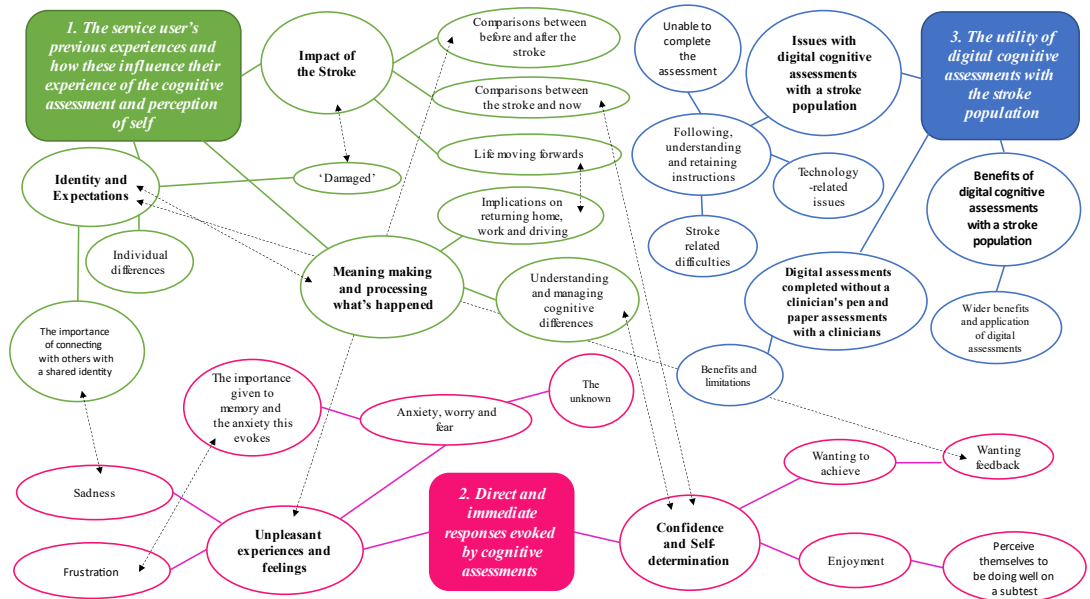 1. The service user's
previous experiences and
how these influence their
experience of the cognitive
assessment and perception
of self
Impact of
the Stroke
Comparisons between
before and after the
stroke
Comparisons between
the stroke and now
Life moving forwards
'Damaged'
Identity and
Expectations
Individual
differences
Implications on
returning home,
work and driving
Meaning making
and processing
what's happened
Understanding
and managing
cognitive
differences
The importance
of connecting
with others with
a shared identity
Unable to
complete
the
assessment
Issues with
digital cognitive
assessments
with a stroke
population
3. The utility of
digital cognitive
assessments with
the stroke
population
Following,
understanding
and retaining
instructions
Technology
-related
issues
Stroke
related
difficulties
Benefits of
digital cognitive
assessments
with a stroke
population
Digital assessments
completed without a
clinician's pen and
paper assessments
with a clinicians
Wider benefits
and application
of digital
assessments
Benefits and
limitations
The importance
given to
memory and
the anxiety this
evokes
Anxiety, worry and
fear
The
unknown
Sadness
Frustration
Unpleasant
experiences and
feelings
2. Direct and
immediate
responses evoked
by cognitive
assessments
Confidence
and Self-
determination
Wanting to
achieve
Wanting
feedback
Enjoyment
Perceive
themselves to
be doing well on
a subtest